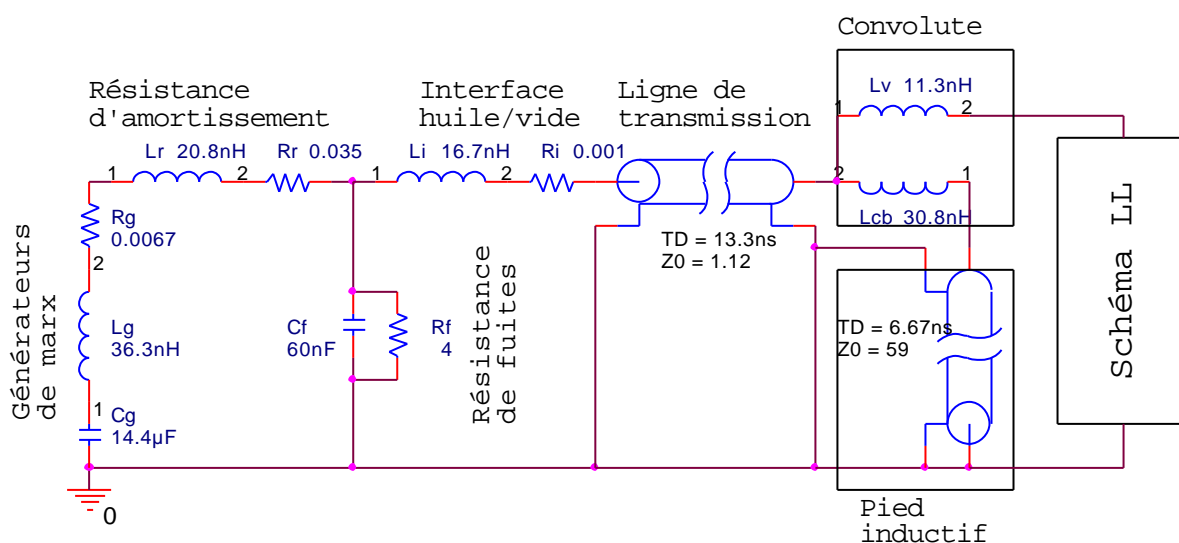 Convolute
Lv 11.3nH
1
2
Résistance
d'amortissement
Interface
huile/vide
Ligne de
transmission
Lr 20.8nH
Rr 0.035
Li 16.7nH
Ri 0.001
1
2
1
2
2
1
Lcb 30.8nH
Rg
0.0067
2
TD = 13.3ns
Z0 = 1.12
Schéma LL
Générateurs
de marx
Lg
36.3nH
Cf
60nF
Rf
4
Résistance
de fuites
TD = 6.67ns
Z0 = 59
1
Cg
14.4µF
0
Pied
inductif